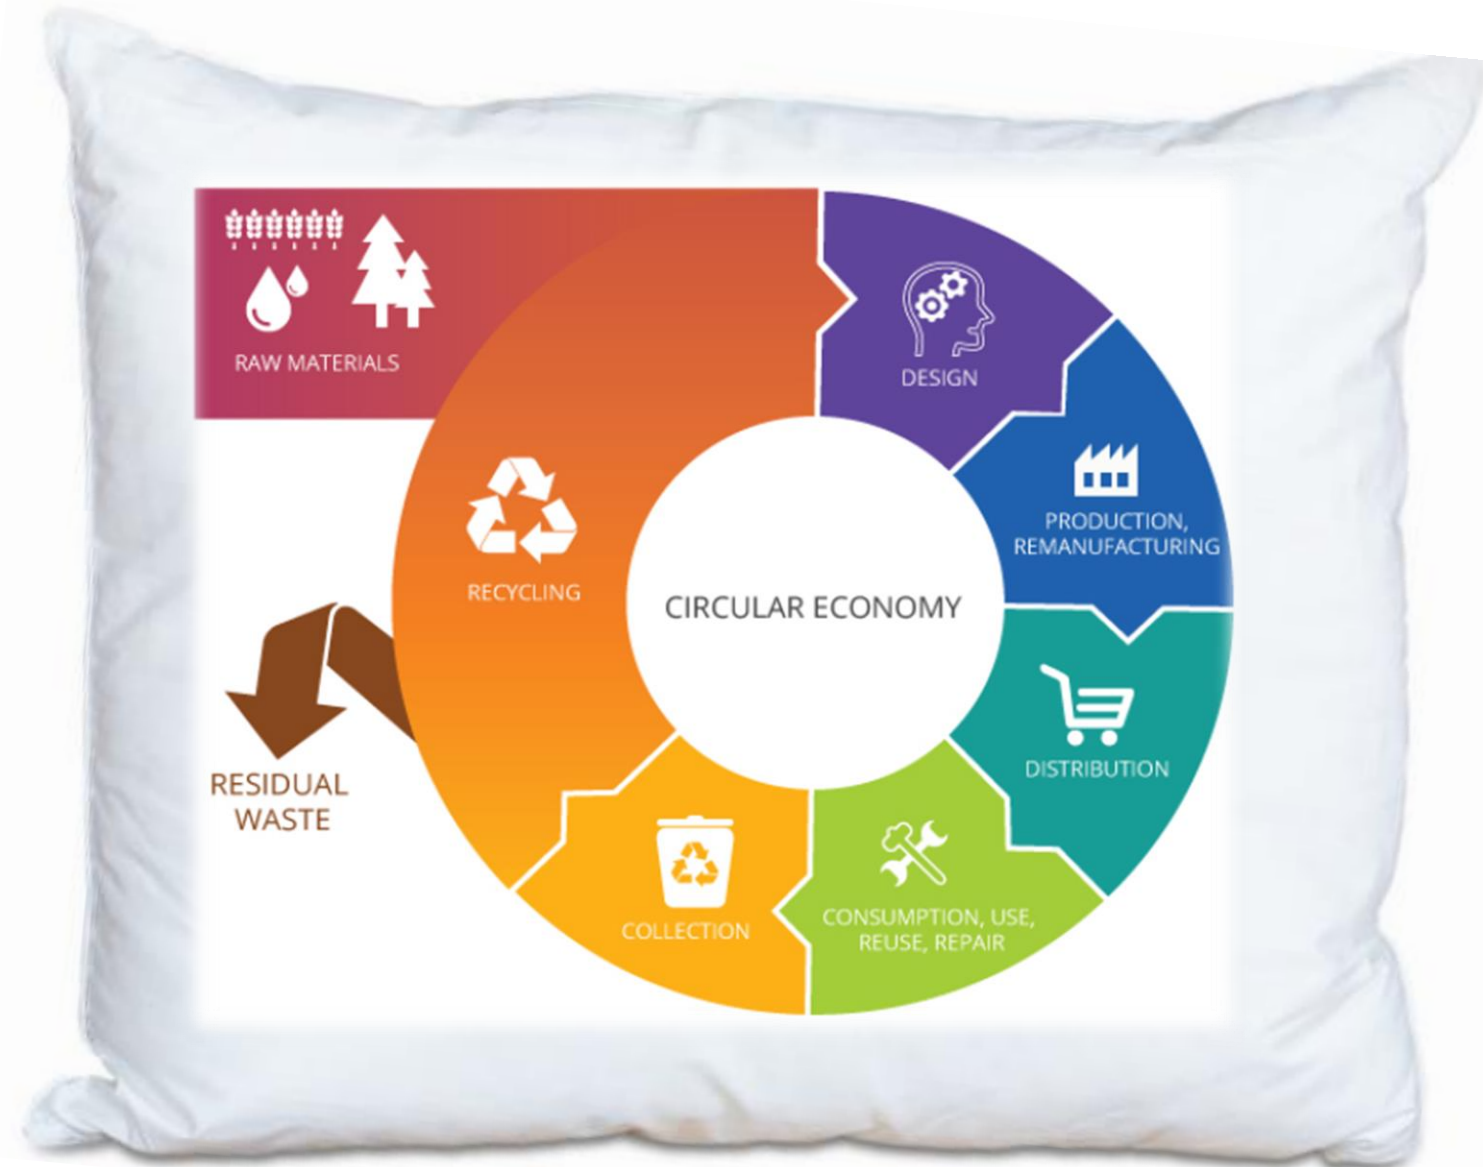 RAW MATERIALS
DESIGN
PRODUCTION,
REMANUFACTURING
RECYCLING
CIRCULAR ECONOMY
DISTRIBUTION
RESIDUAL
WASTE
CONSUMPTION, USE,
REUSE, REPAIR
COLLECTION